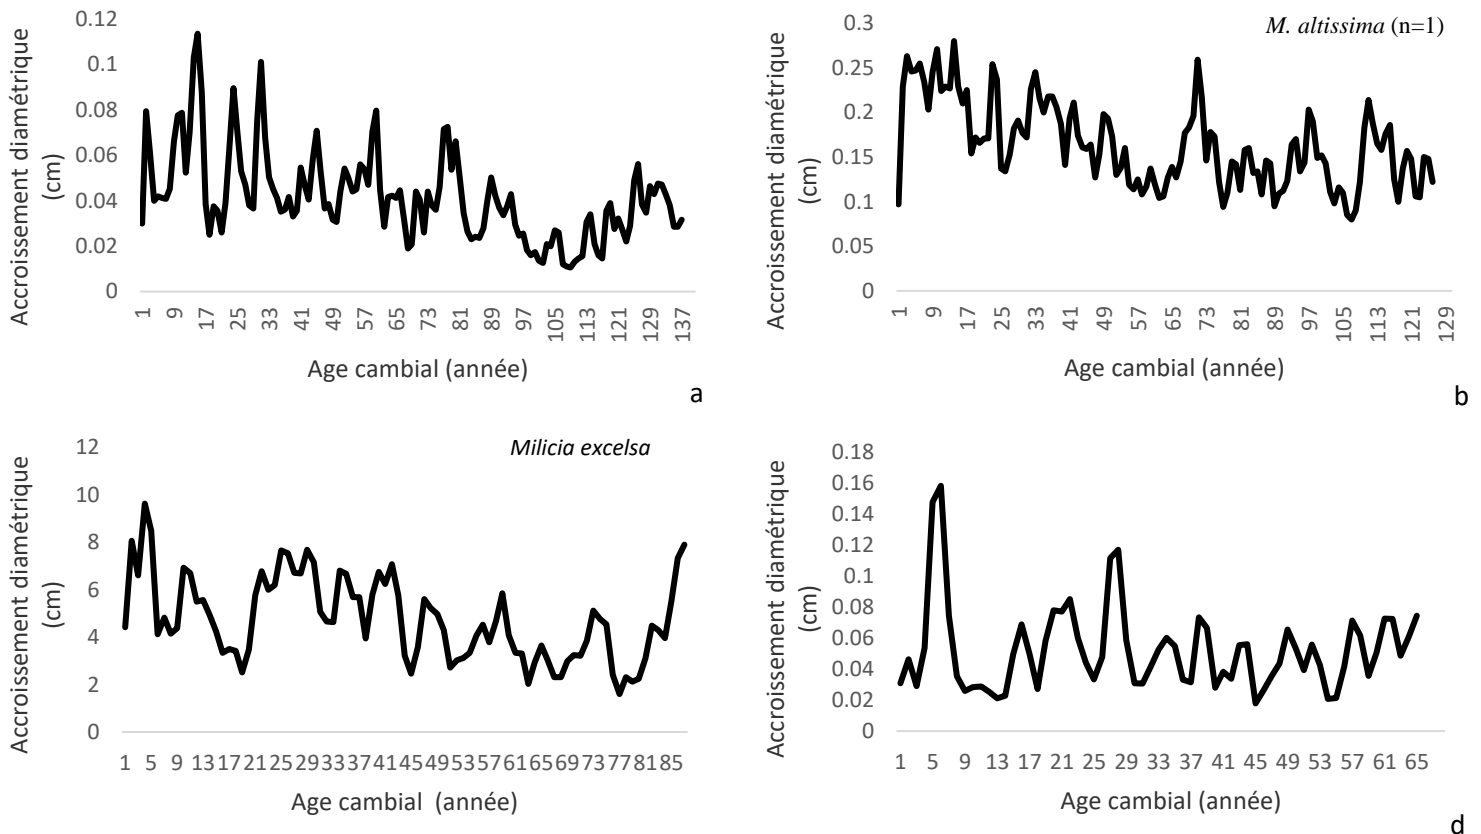 Accroissement diamétrique
(cm)
0.12
0.1
0.08
0.06
0.04
0.02
0
1 9 17 25 33 41 49 57 65 73 81 89 97 105 113 121 129 137
Age cambial (année)
a
M. altissima (n=1)
Accroissement diamétrique
(cm)
0.3
0.25
0.2
0.15
0.1
0.05
0
1 9 17 25 33 41 49 57 65 73 81 89 97 105 113 121 129
Age cambial (année)
b
Milicia excelsa
Accroissement diamétrique
(cm)
12
10
8
6
4
2
0
1 5 9 13 17 21 25 29 33 37 41 45 49 53 57 61 65 69 73 77 81 85
Age cambial (année)
Accroissement diamétrique
(cm)
0.18
0.16
0.14
0.12
0.1
0.08
0.06
0.04
0.02
0
1 5 9 13 17 21 25 29 33 37 41 45 49 53 57 61 65
Age cambial (année)
d